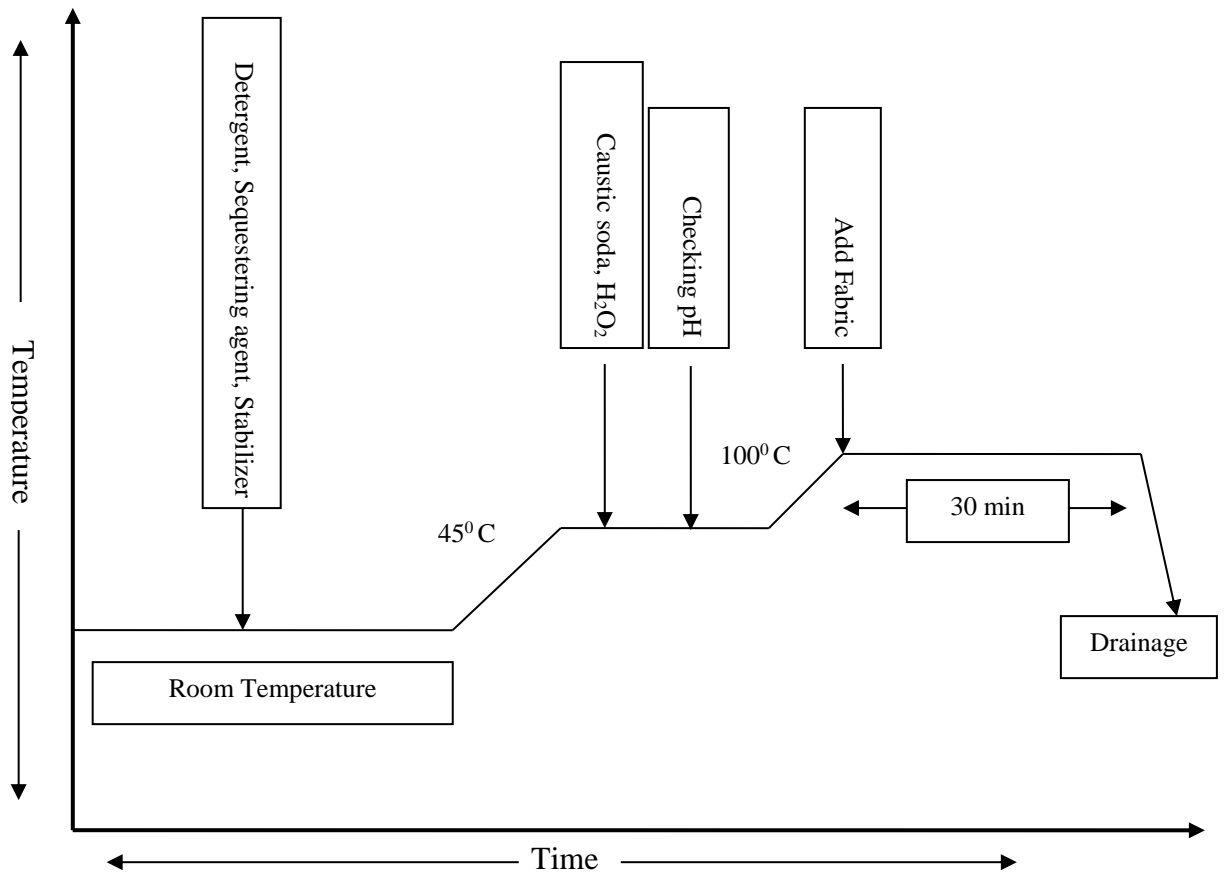 Detergent, Sequestering agent, Stabilizer
Caustic soda, H₂O₂
Checking pH
Add Fabric
Temperature
45⁰ C
100⁰ C
30 min
Room Temperature
Drainage
Time